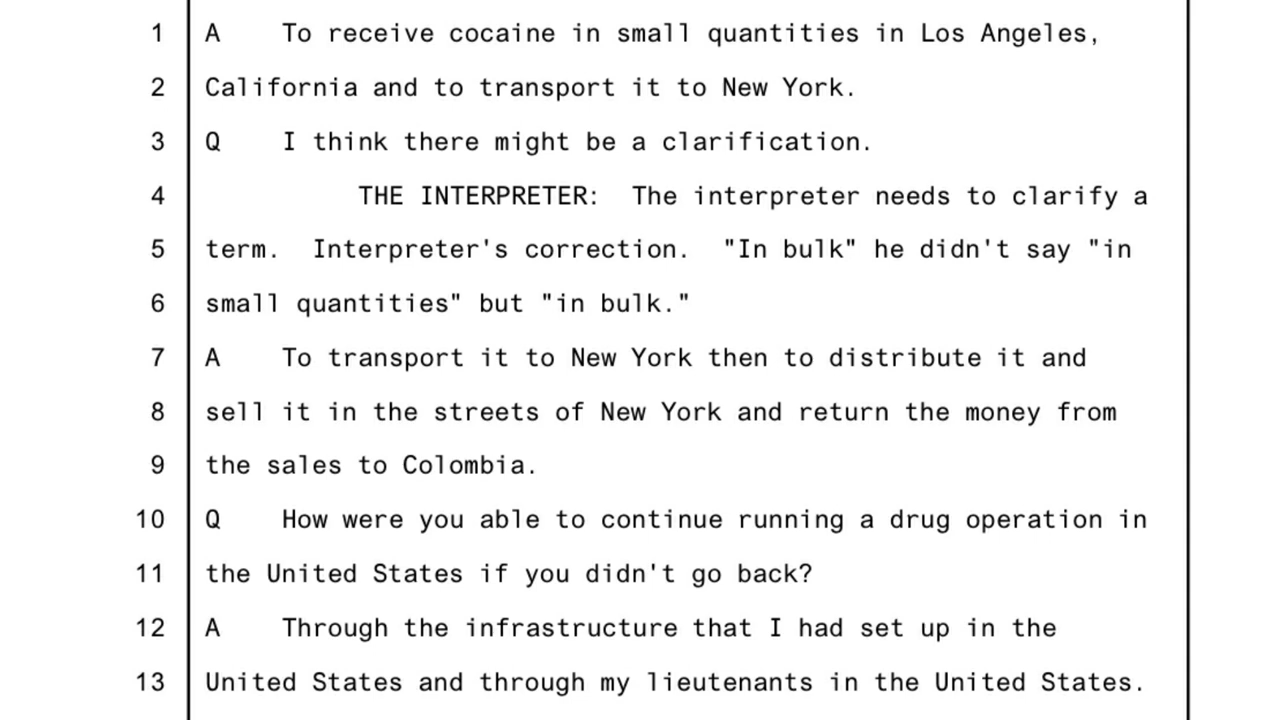 1 A To receive cocaine in small quantities in Los Angeles,
2 California and to transport it to New York.
3 Q I think there might be a clarification.
4 THE INTERPRETER: The interpreter needs to clarify a
5 term. Interpreter's correction. "In bulk" he didn't say "in
6 small quantities" but "in bulk."
7 A To transport it to New York then to distribute it and
8 sell it in the streets of New York and return the money from
9 the sales to Colombia.
10 Q How were you able to continue running a drug operation in
11 the United States if you didn't go back?
12 A Through the infrastructure that I had set up in the
13 United States and through my lieutenants in the United States.